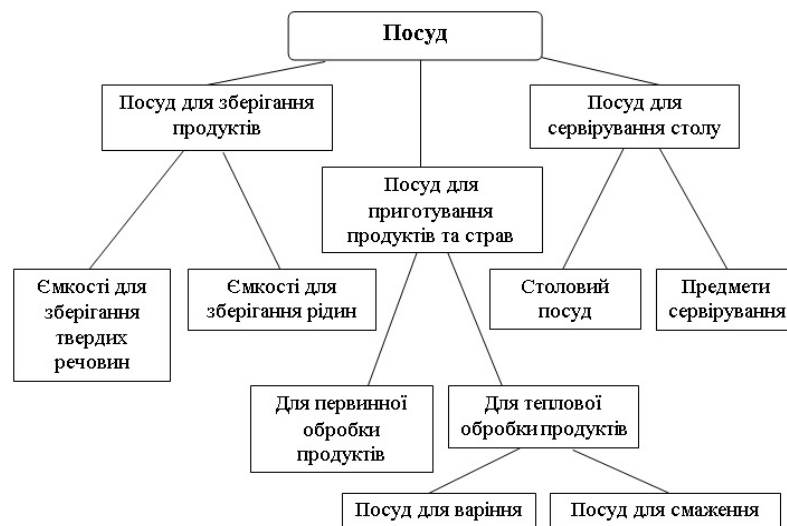 Посуд
Посуд для зберігання
продуктів
Посуд для
сервірування столу
Посуд для
приготування
продуктів та страв
Ємкості для
зберігання
твердих
речовин
Ємкості для
зберігання рідин
Столовий
посуд
Предмети
сервірування
Для первинної
обробки
продуктів
Для теплової
обробки продуктів
Посуд для варіння
Посуд для смаження